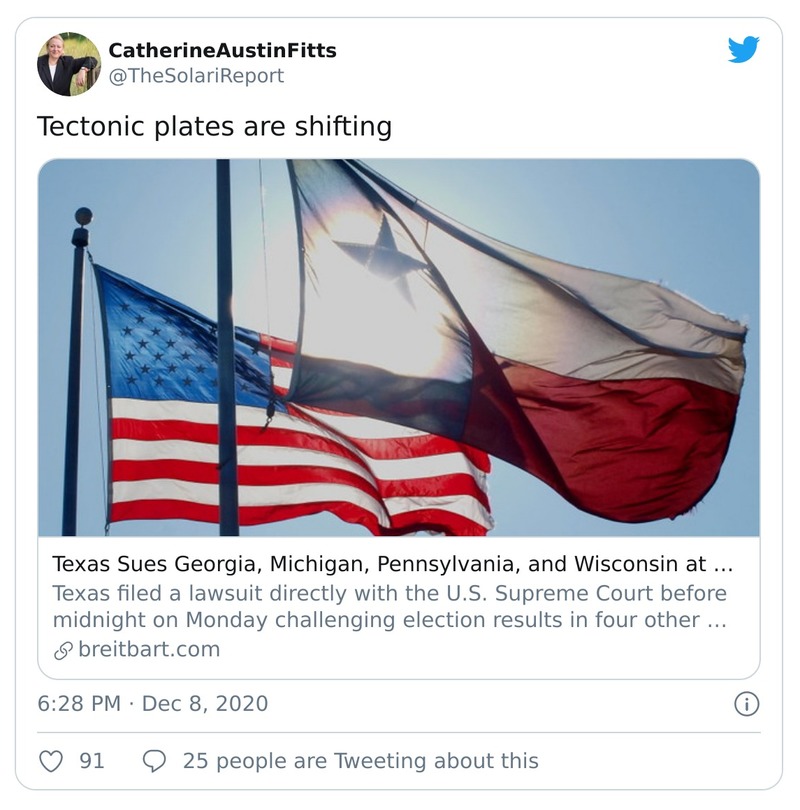 CatherineAustinFitts
@TheSolariReport
Tectonic plates are shifting
Texas Sues Georgia, Michigan, Pennsylvania, and Wisconsin at ...
Texas filed a lawsuit directly with the U.S. Supreme Court before
midnight on Monday challenging election results in four other ...
breitbart.com
6:28 PM · Dec 8, 2020
91
25 people are Tweeting about this